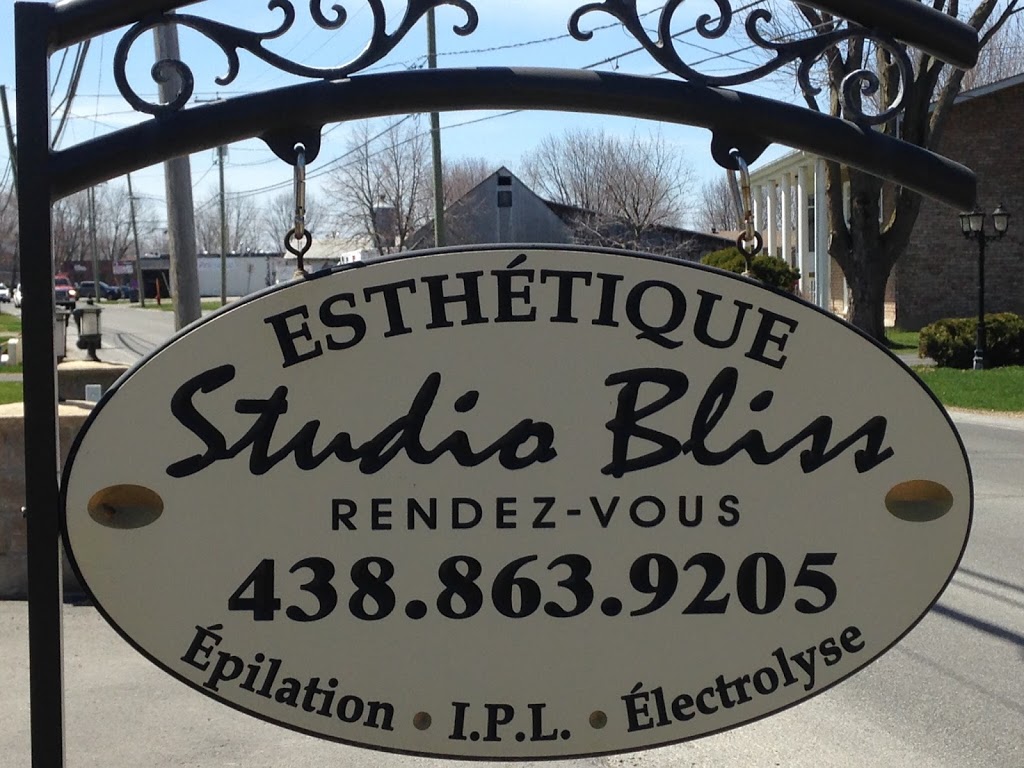 ESTHÉTIQUE
Studio Bliss
RENDEZ-VOUS
438.863.9205
Épilation • I.P.L. • Électrolyse